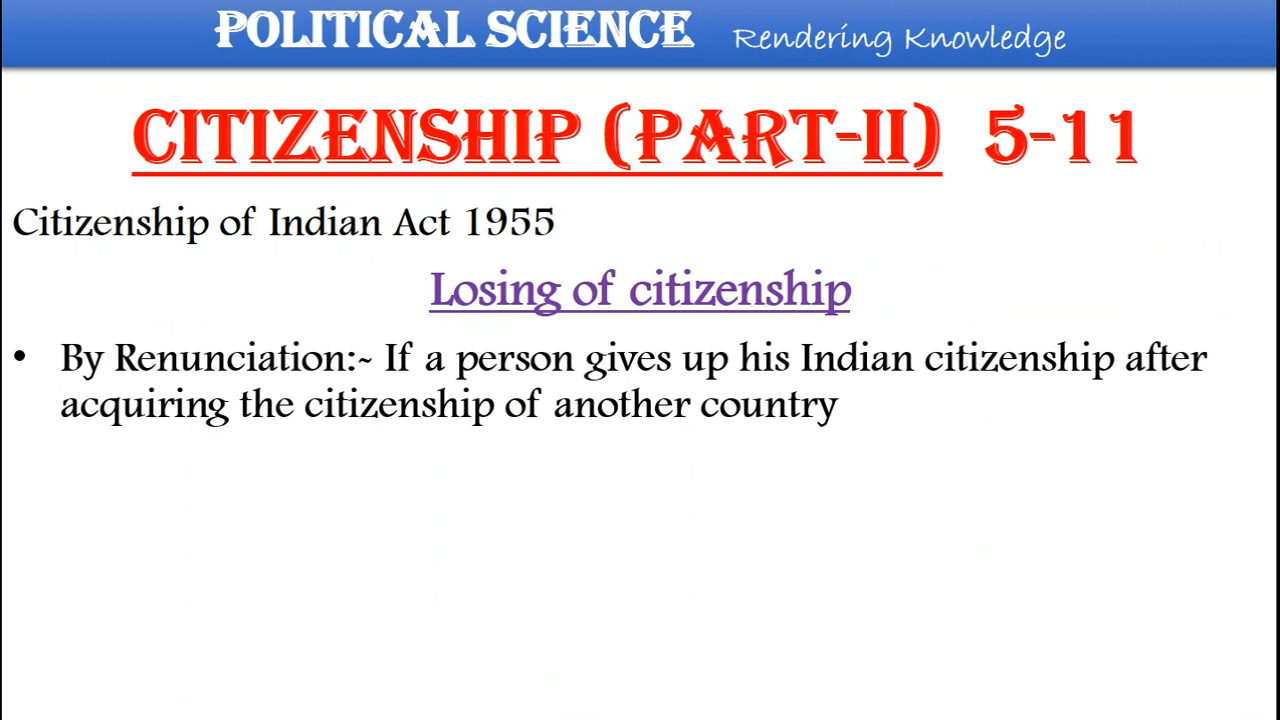 POLITICAL SCIENCE Rendering Knowledge
CITIZENSHIP (PART-II) 5-11
Citizenship of Indian Act 1955
Losing of citizenship
• By Renunciation:~ If a person gives up his Indian citizenship after
acquiring the citizenship of another country